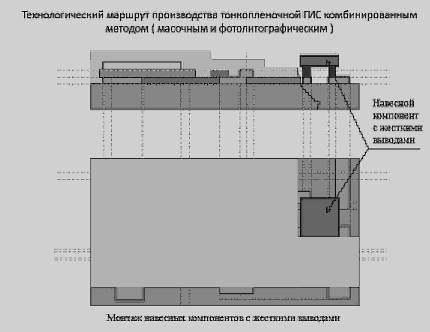 Технологический маршрут производства тонкопленочной ГИС комбинированным
методом ( масочным и фотолитографическим )
Навесной
компонент
с жесткими
выводами
Монтаж навесных компонентов с жесткими выводами